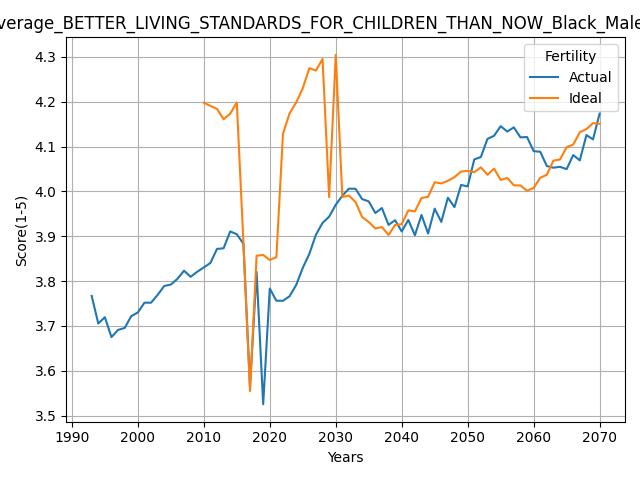 verage_BETTER_LIVING_STANDARDS_FOR_CHILDREN_THAN_NOW_Black_Male
Fertility
Actual
Ideal
4.3
4.2
4.1
4.0
3.9
3.8
3.7
3.6
3.5
Score(1-5)
1990 2000 2010 2020 2030 2040 2050 2060 2070
Years